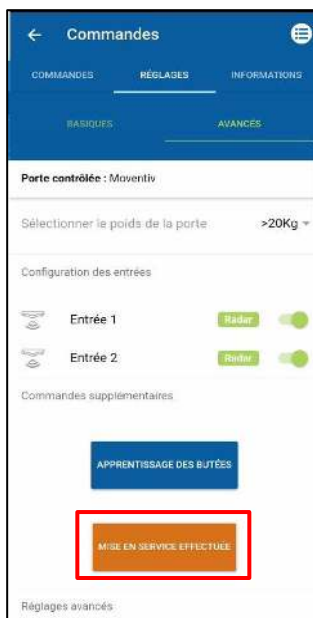 Commandes
COMMANDES RÉGLAGES INFORMATIONS
BASIQUES AVANCÉS
Porte contrôlée : Moventiv
Sélectionner le poids de la porte >20Kg
Configuration des entrées
Entrée 1 Radar
Entrée 2 Radar
Commandes supplémentaires
APPRENTISSAGE DES BUTÉES
MISE EN SERVICE EFFECTUÉE
Réglages avancés